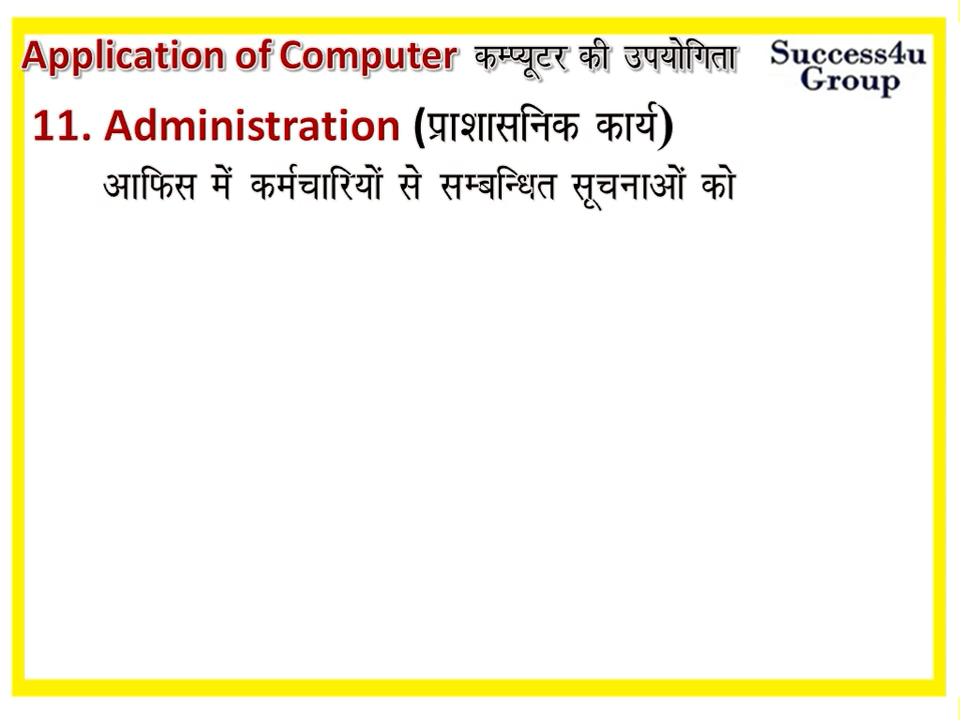 Application of Computer कम्प्यूटर की उपयोगिता
Success4u
Group
11. Administration (प्राशासनिक कार्य)
आफिस में कर्मचारियों से सम्बन्धित सूचनाओं को